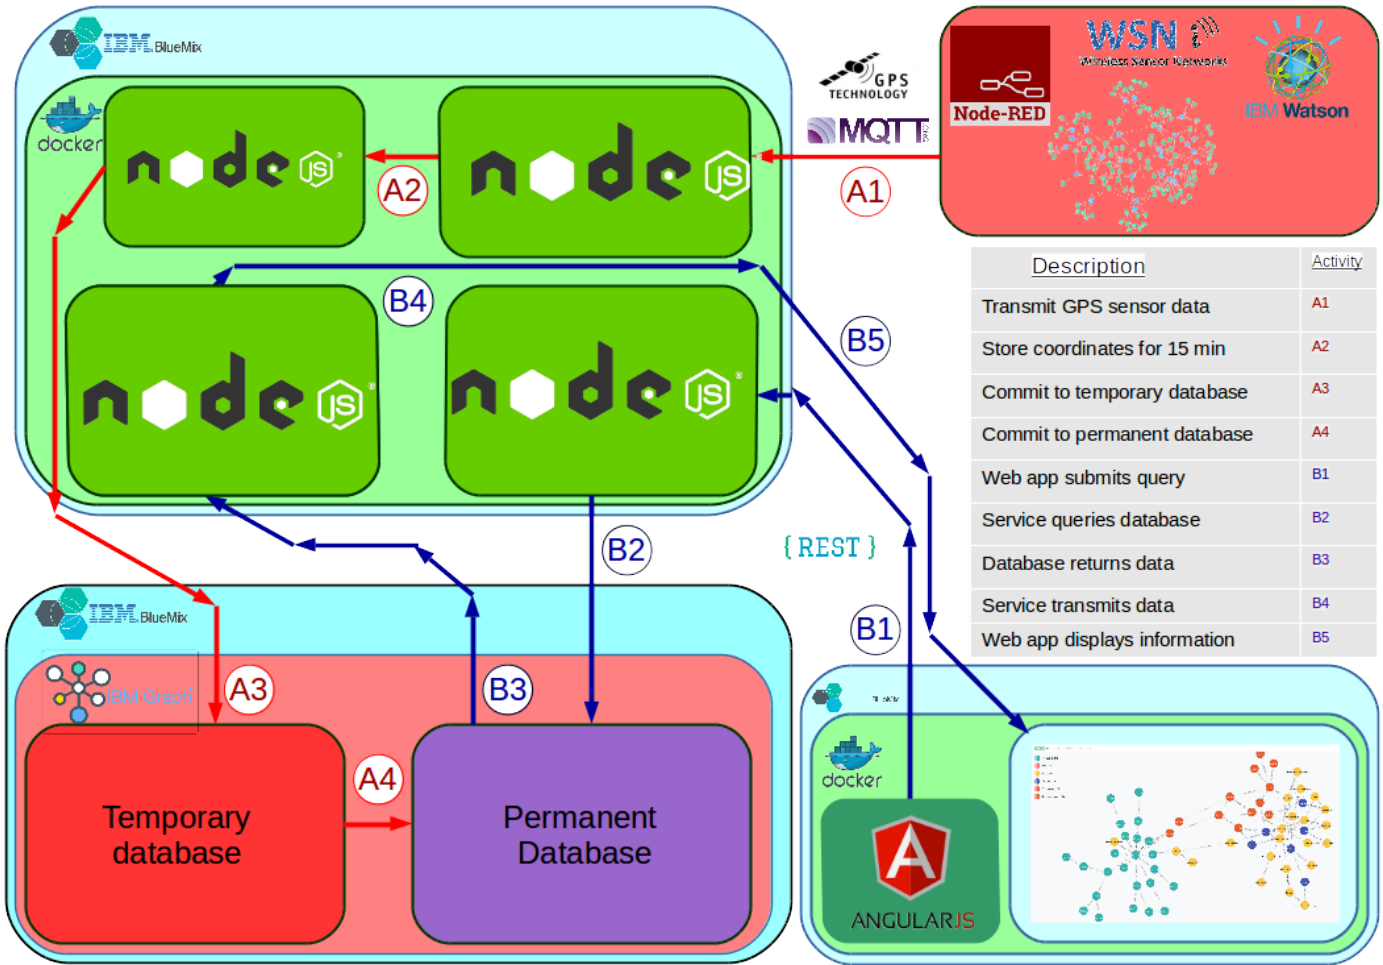 IBM BlueMix
docker
node JS
node JS
A2
GPS
TECHNOLOGY
MQTT
A1
Node-RED
WSN
Wireless Sensor Networks
IBM Watson
B4
B5
node JS
node JS
Description Activity
Transmit GPS sensor data A1
Store coordinates for 15 min A2
Commit to temporary database A3
Commit to permanent database A4
Web app submits query B1
Service queries database B2
Database returns data B3
Service transmits data B4
Web app displays information B5
B2
{ REST }
B1
IBM BlueMix
IBM Graph
A3
B3
A4
Temporary
database
Permanent
Database
docker
ANGULARJS